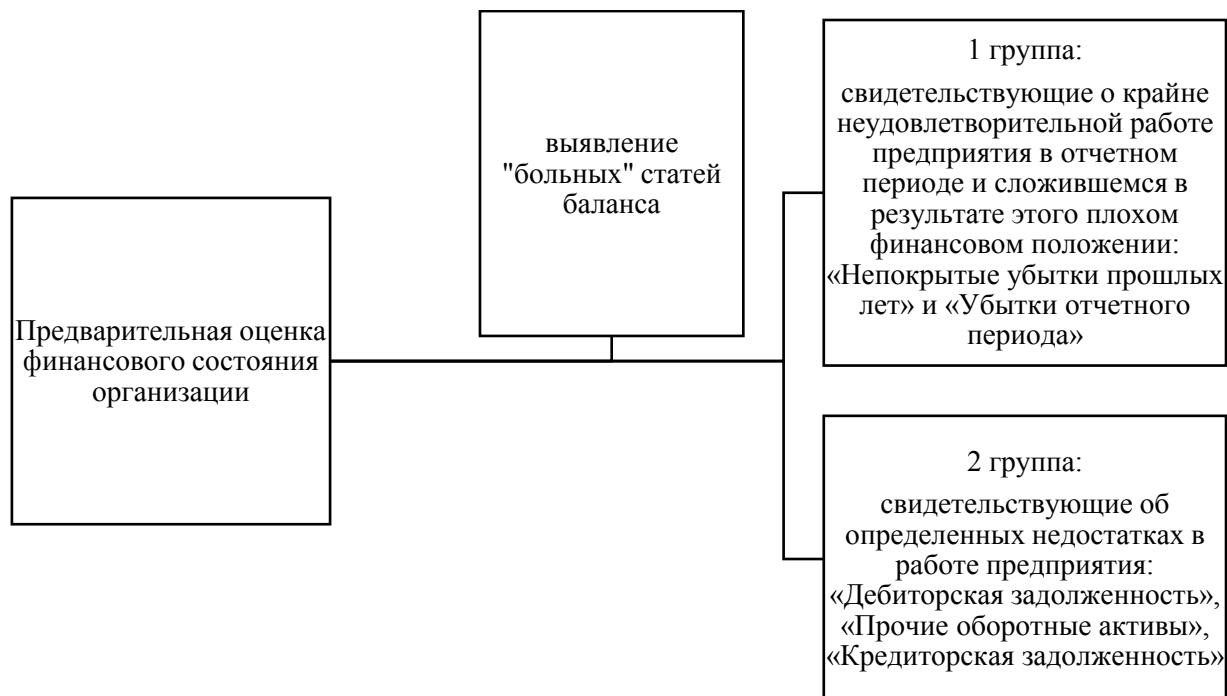 Предварительная оценка
финансового состояния
организации
выявление
"больных" статей
баланса
1 группа:
свидетельствующие о крайне
неудовлетворительной работе
предприятия в отчетном
периоде и сложившемся в
результате этого плохом
финансовом положении:
«Непокрытые убытки прошлых
лет» и «Убытки отчетного
периода»
2 группа:
свидетельствующие об
определенных недостатках в
работе предприятия:
«Дебиторская задолженность»,
«Прочие оборотные активы»,
«Кредиторская задолженность»